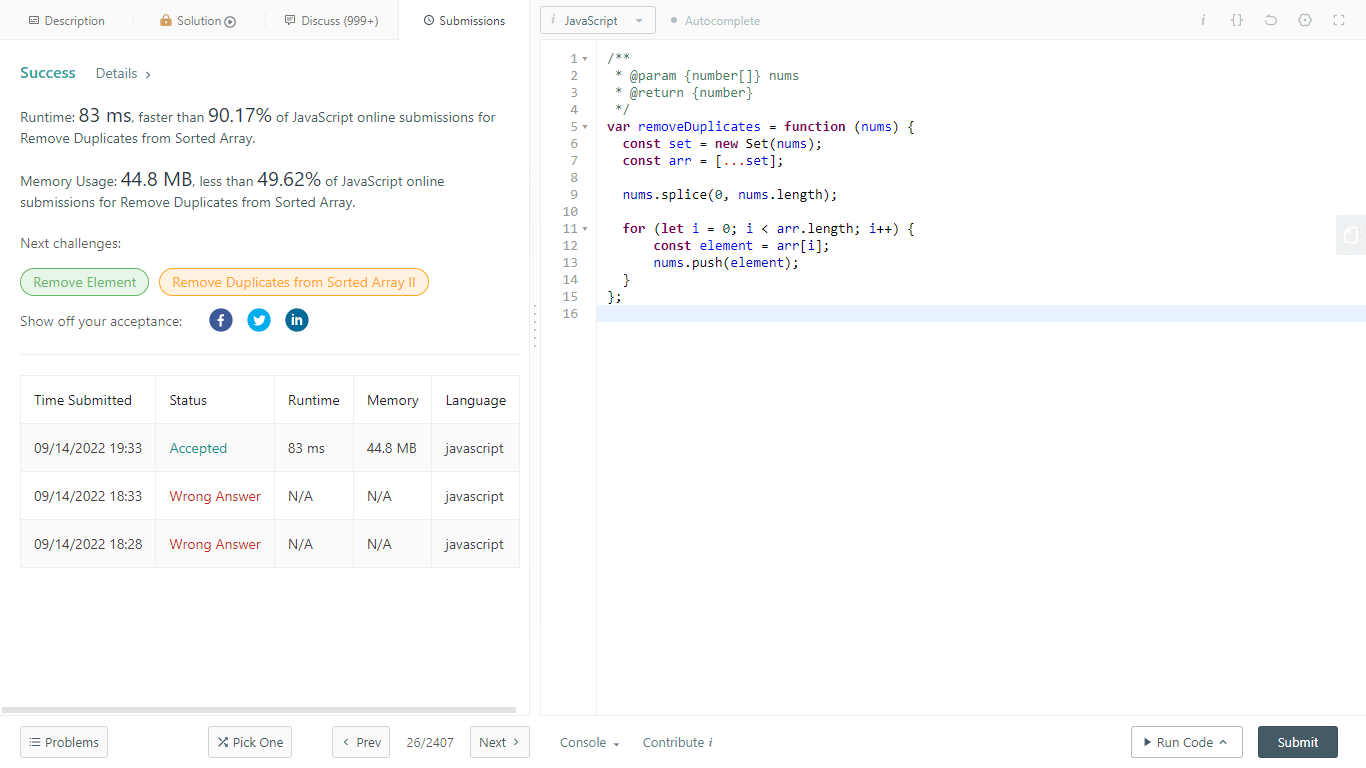 Description
Solution
Discuss (999+)
Submissions
Success
Details
Runtime: 83 ms, faster than 90.17% of JavaScript online submissions for
Remove Duplicates from Sorted Array.
Memory Usage: 44.8 MB, less than 49.62% of JavaScript online
submissions for Remove Duplicates from Sorted Array.
Next challenges:
Remove Element
Remove Duplicates from Sorted Array II
Show off your acceptance:
Time Submitted Status Runtime Memory Language
09/14/2022 19:33 Accepted 83 ms 44.8 MB javascript
09/14/2022 18:33 Wrong Answer N/A N/A javascript
09/14/2022 18:28 Wrong Answer N/A N/A javascript
Problems
Pick One
Prev
26/2407
Next
i JavaScript
Autocomplete
i {}
1 /**
2  * @param {number[]} nums
3  * @return {number}
4  */
5 var removeDuplicates = function (nums) {
6   const set = new Set(nums);
7   const arr = [...set];
8
9   nums.splice(0, nums.length);
10
11   for (let i = 0; i < arr.length; i++) {
12       const element = arr[i];
13       nums.push(element);
14   }
15 };
16
Console
Contribute i
Run Code
Submit